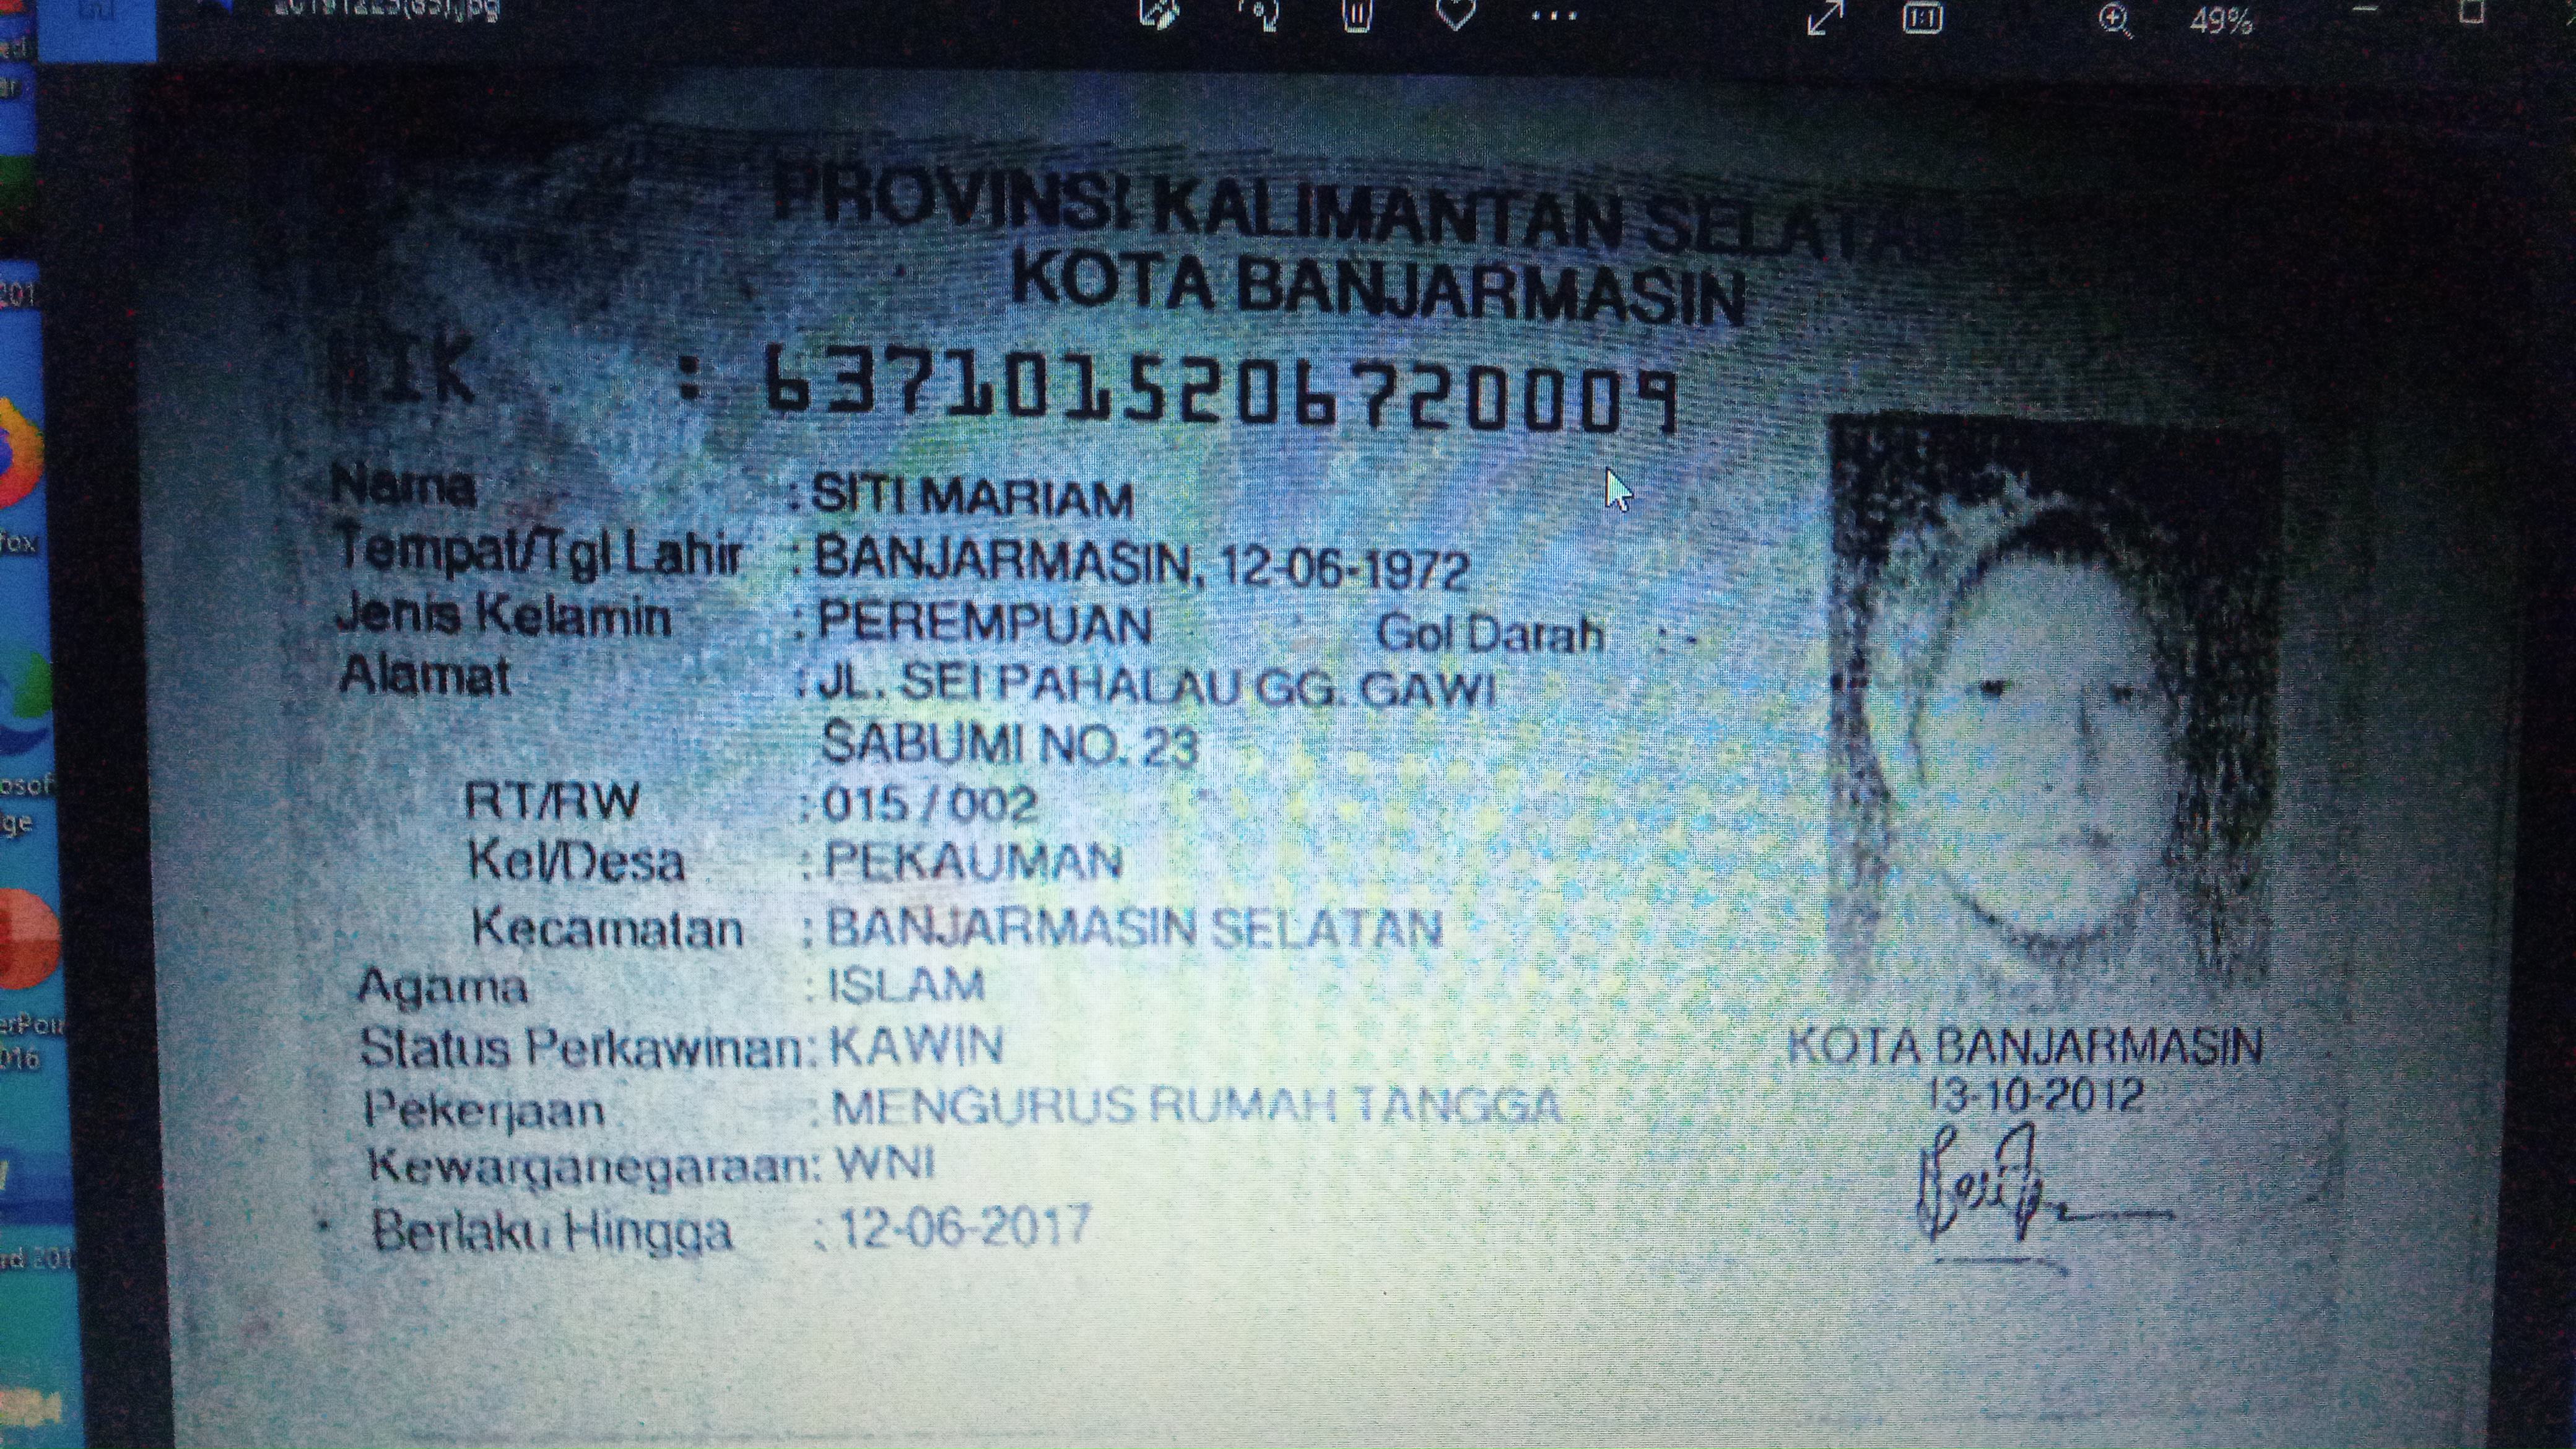 49%
PROVINSI KALIMANTAN SELATAN
KOTA BANJARMASIN
NIK : 6371015206720009
Nama : SITI MARIAM
Tempat/Tgl Lahir : BANJARMASIN, 12-06-1972
Jenis Kelamin : PEREMPUAN Gol Darah : -
Alamat : JL. SEI PAHALAU GG. GAWI
SABUMI NO. 23
RT/RW : 015 / 002
Kel/Desa : PEKAUMAN
Kecamatan : BANJARMASIN SELATAN
Agama : ISLAM
Status Perkawinan: KAWIN
Pekerjaan : MENGURUS RUMAH TANGGA
Kewarganegaraan: WNI
Berlaku Hingga : 12-06-2017
KOTA BANJARMASIN
13-10-2012